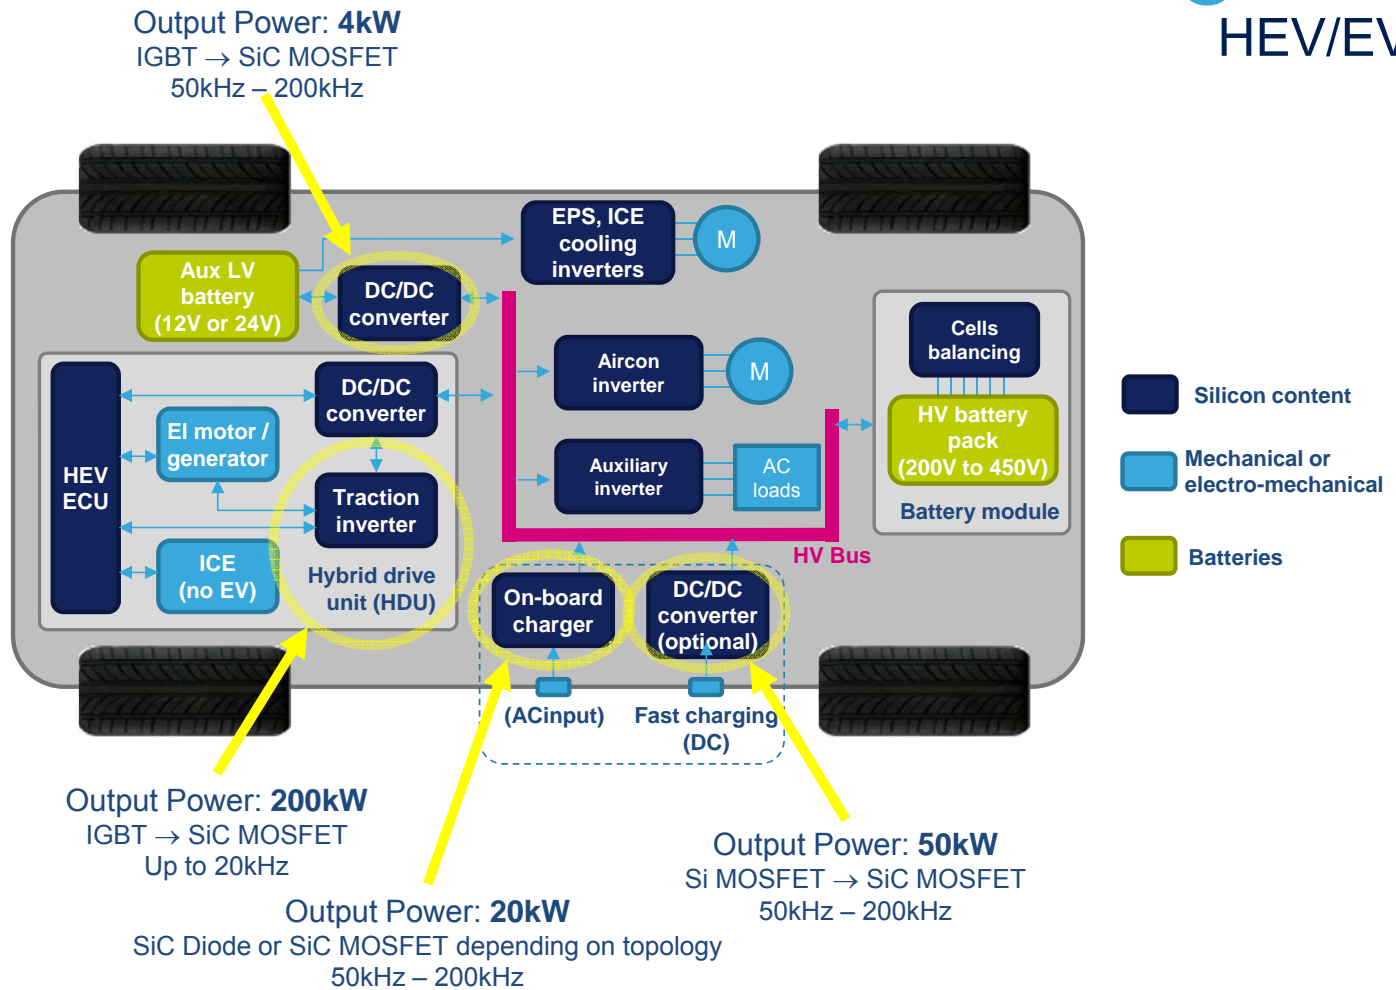 HEV/EV
Output Power: 4kW
IGBT → SiC MOSFET
50kHz – 200kHz
EPS, ICE
cooling
inverters
M
Aux LV
battery
(12V or 24V)
DC/DC
converter
Cells
balancing
Aircon
inverter
M
HEV
ECU
DC/DC
converter
El motor /
generator
HV battery
pack
(200V to 450V)
Battery module
Auxiliary
inverter
AC
loads
Traction
inverter
ICE
(no EV)
Hybrid drive
unit (HDU)
HV Bus
On-board
charger
DC/DC
converter
(optional)
(ACinput)
Fast charging
(DC)
Silicon content
Mechanical or
electro-mechanical
Batteries
Output Power: 200kW
IGBT → SiC MOSFET
Up to 20kHz
Output Power: 50kW
Si MOSFET → SiC MOSFET
50kHz – 200kHz
Output Power: 20kW
SiC Diode or SiC MOSFET depending on topology
50kHz – 200kHz